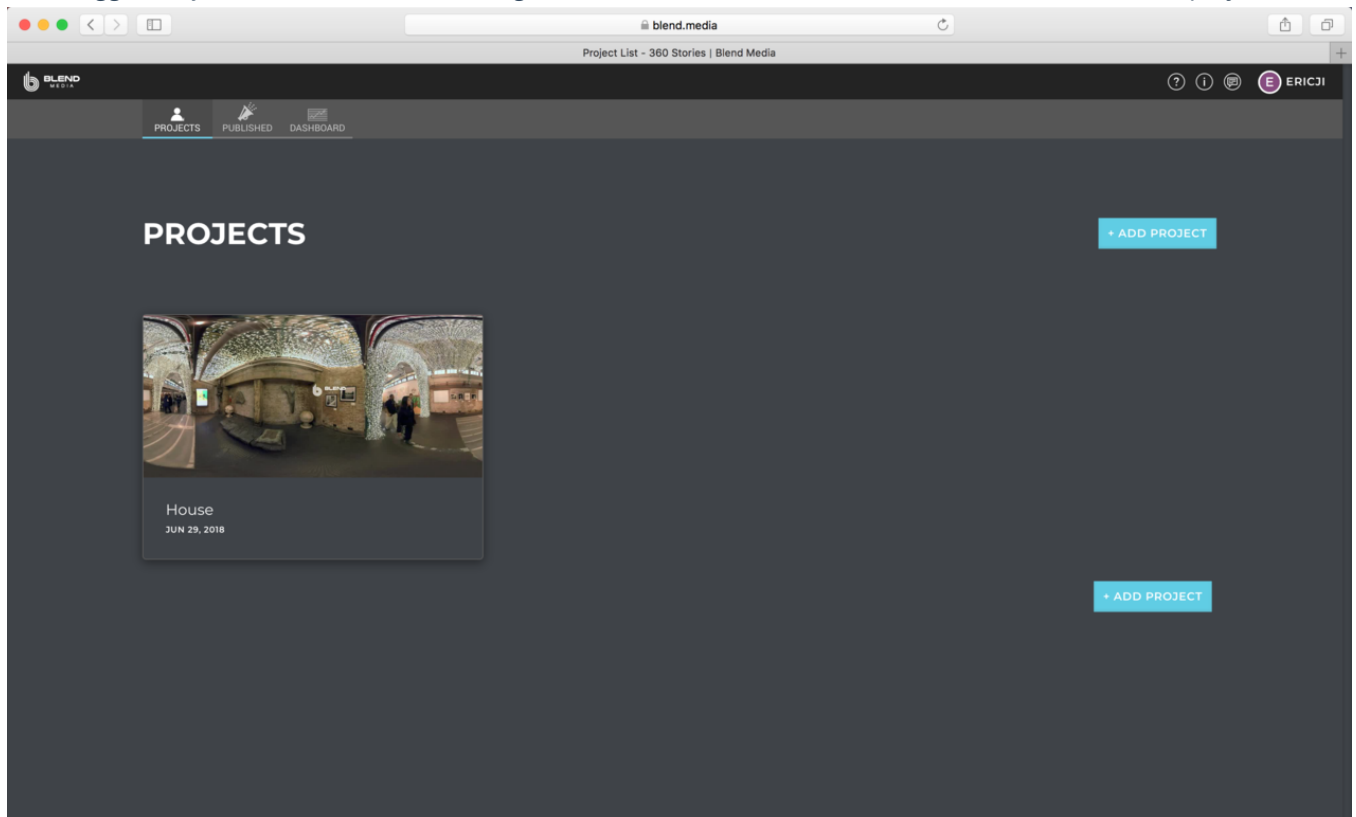 blend.media
Project List - 360 Stories | Blend Media
BLEND
MEDIA
ERICJI
E
PROJECTS
PUBLISHED
DASHBOARD
PROJECTS
+ ADD PROJECT
BLEND
House
JUN 29, 2018
+ ADD PROJECT